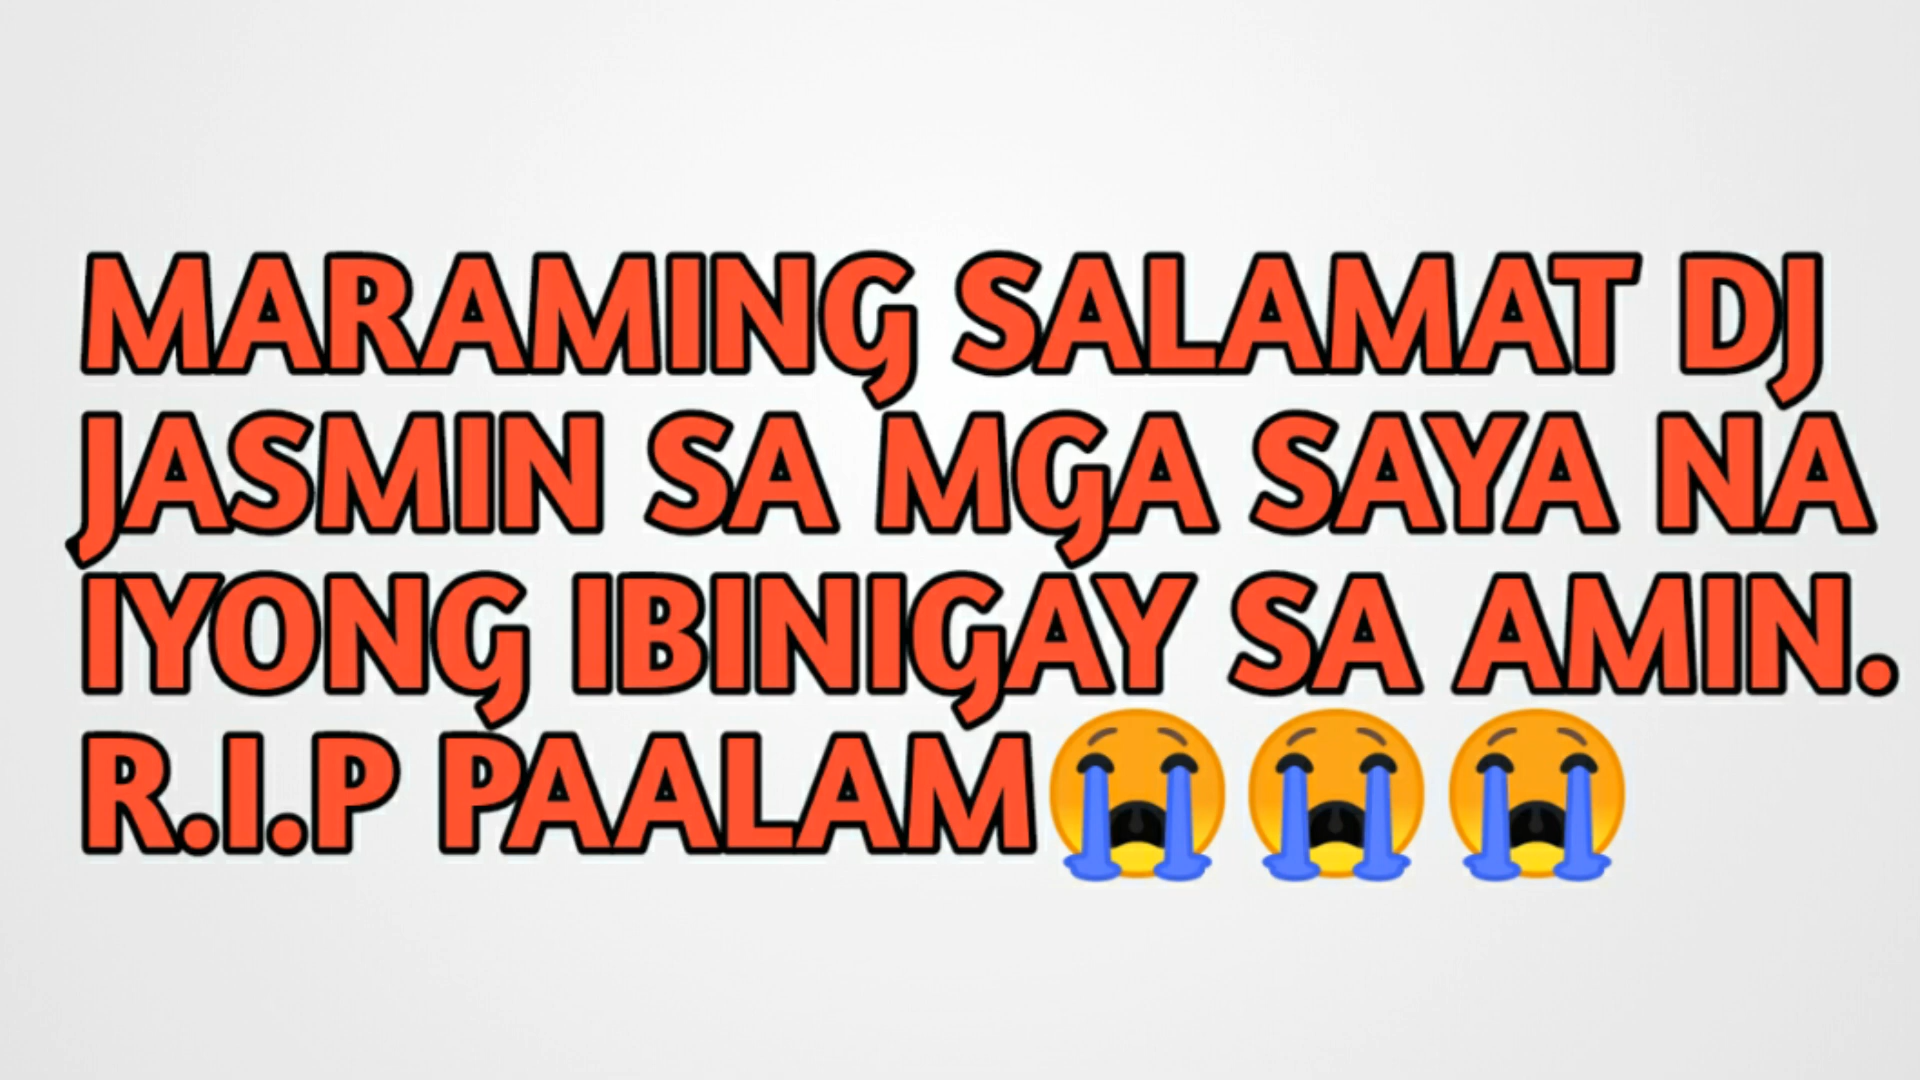 MARAMING SALAMAT DJ
JASMIN SA MGA SAYA NA
IYONG IBINIGAY SA AMIN.
R.I.P PAALAM😭😭😭